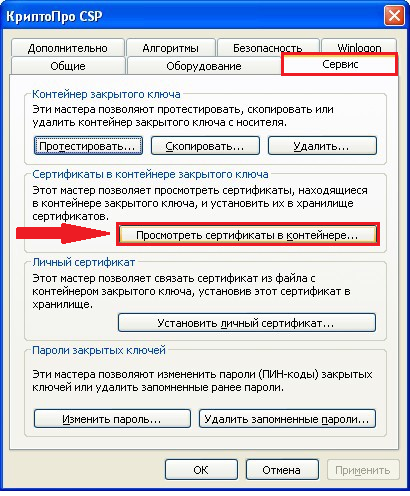 КриптоПро CSP
Дополнительно Алгоритмы Безопасность Winlogon
Общие Оборудование Сервис
Контейнер закрытого ключа
Эти мастера позволяют протестировать, скопировать или
удалить контейнер закрытого ключа с носителя.
Протестировать... Скопировать... Удалить...
Сертификаты в контейнере закрытого ключа
Этот мастер позволяет просмотреть сертификаты, находящиеся
в контейнере закрытого ключа, и установить их в хранилище
сертификатов.
Просмотреть сертификаты в контейнере...
Личный сертификат
Этот мастер позволяет связать сертификат из файла с
контейнером закрытого ключа, установив этот сертификат в
хранилище.
Установить личный сертификат...
Пароли закрытых ключей
Эти мастера позволяют измененить пароли (ПИН-коды) закрытых
ключей или удалить запомненные ранее пароли.
Изменить пароль... Удалить запомненные пароли...
ОК Отмена Применить